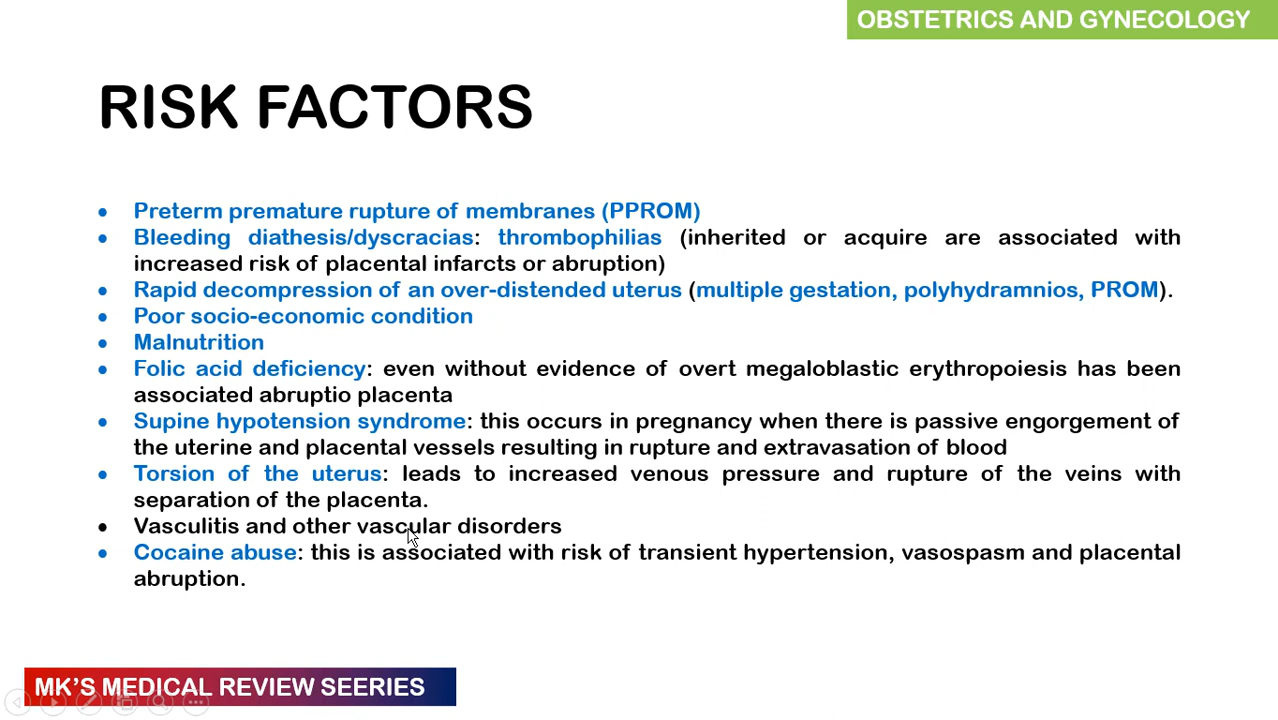 OBSTETRICS AND GYNECOLOGY
RISK FACTORS
• Preterm premature rupture of membranes (PPROM)
• Bleeding diathesis/dyscracias: thrombophilias (inherited or acquire are associated with
increased risk of placental infarcts or abruption)
• Rapid decompression of an over-distended uterus (multiple gestation, polyhydramnios, PROM).
• Poor socio-economic condition
• Malnutrition
• Folic acid deficiency: even without evidence of overt megaloblastic erythropoiesis has been
associated abruptio placenta
• Supine hypotension syndrome: this occurs in pregnancy when there is passive engorgement of
the uterine and placental vessels resulting in rupture and extravasation of blood
• Torsion of the uterus: leads to increased venous pressure and rupture of the veins with
separation of the placenta.
• Vasculitis and other vascular disorders
• Cocaine abuse: this is associated with risk of transient hypertension, vasospasm and placental
abruption.
MK'S MEDICAL REVIEW SEERIES